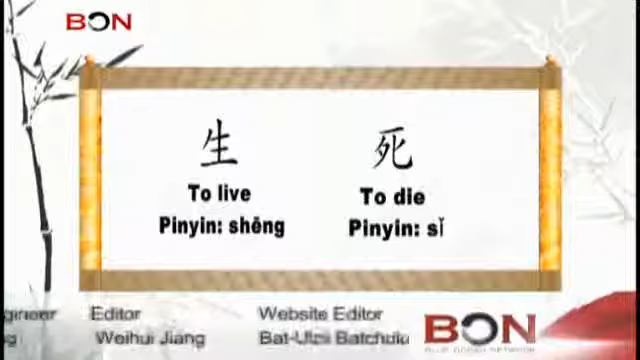 BON
生 死
To live To die
Pinyin: shēng Pinyin: sǐ
Editor Website Editor
Weihui Jiang
BON